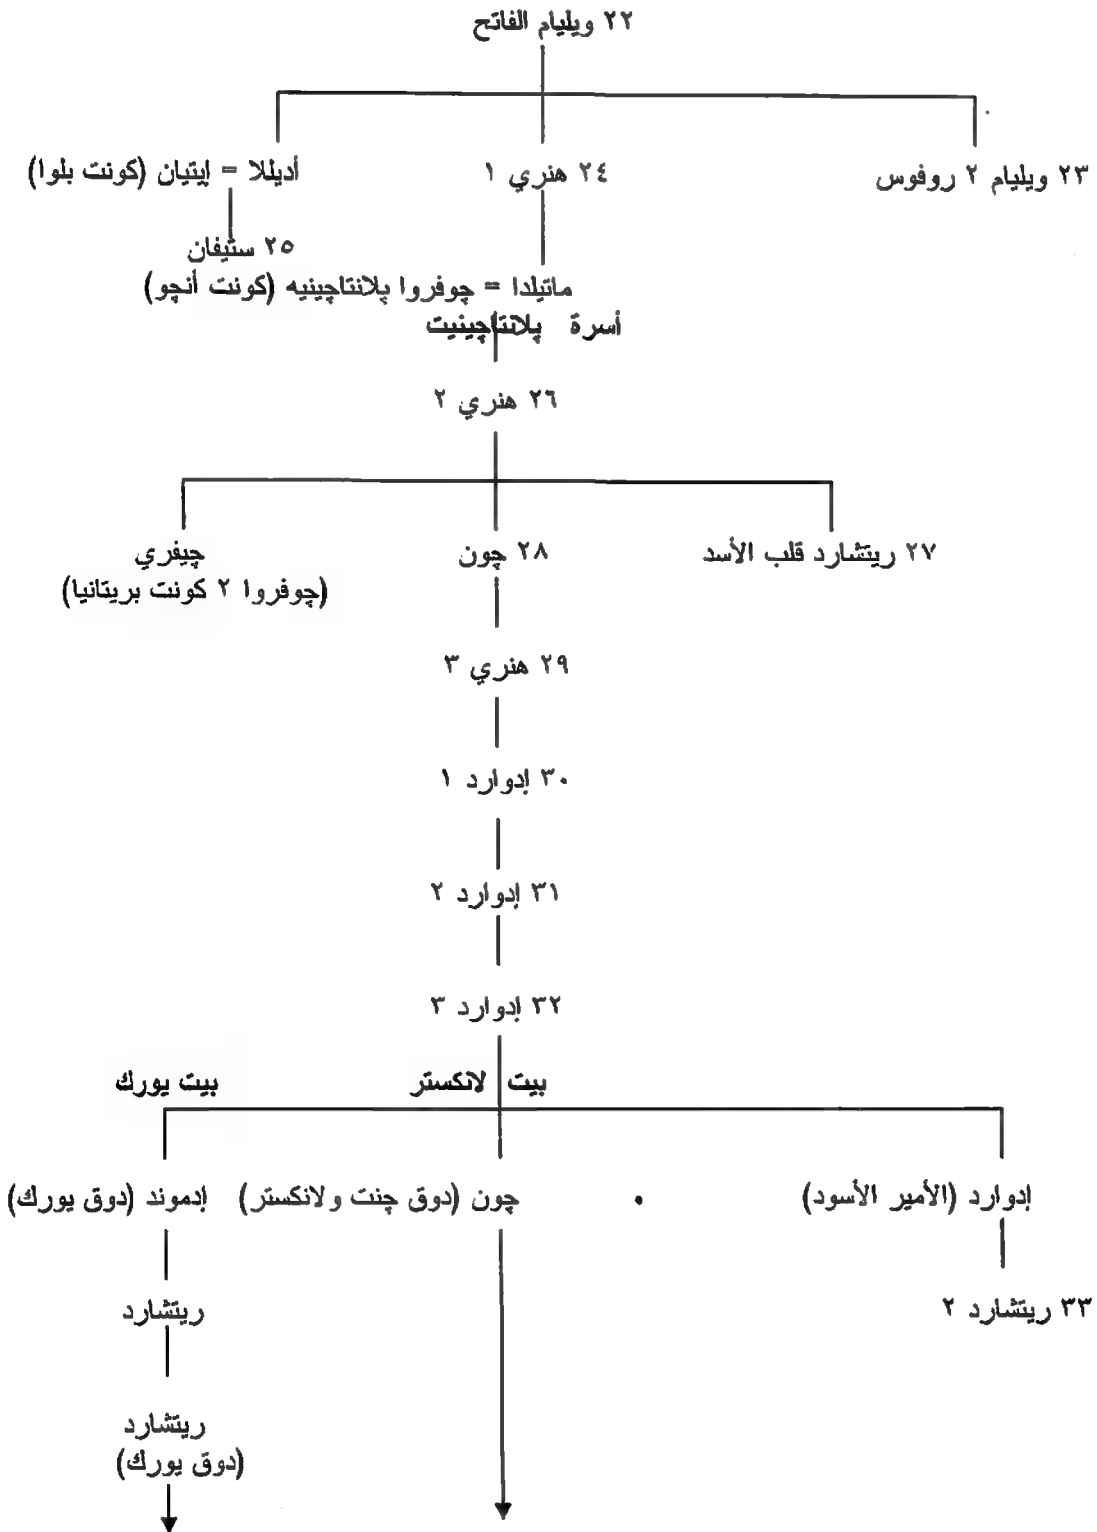 ٢٢ ويليام الفاتح
٢٣ ويليام ٢ روفوس
٢٤ هنري ١
أديللا = إيتيان (كونت بلوا)
٢٥ ستيفان
ماتيلدا = چوفروا پلانتاچينيه (كونت أنچو)
أسرة پلانتاچينيت
٢٦ هنري ٢
٢٧ ريتشارد قلب الأسد
٢٨ چون
چيفري
(چوفروا ٢ كونت بريتانيا)
٢٩ هنري ٣
٣٠ إدوارد ١
٣١ إدوارد ٢
٣٢ إدوارد ٣
بيت لانكستر
بيت يورك
إدوارد (الأمير الأسود)
چون (دوق چنت ولانكستر)
إدموند (دوق يورك)
٣٣ ريتشارد ٢
ريتشارد
ريتشارد
(دوق يورك)